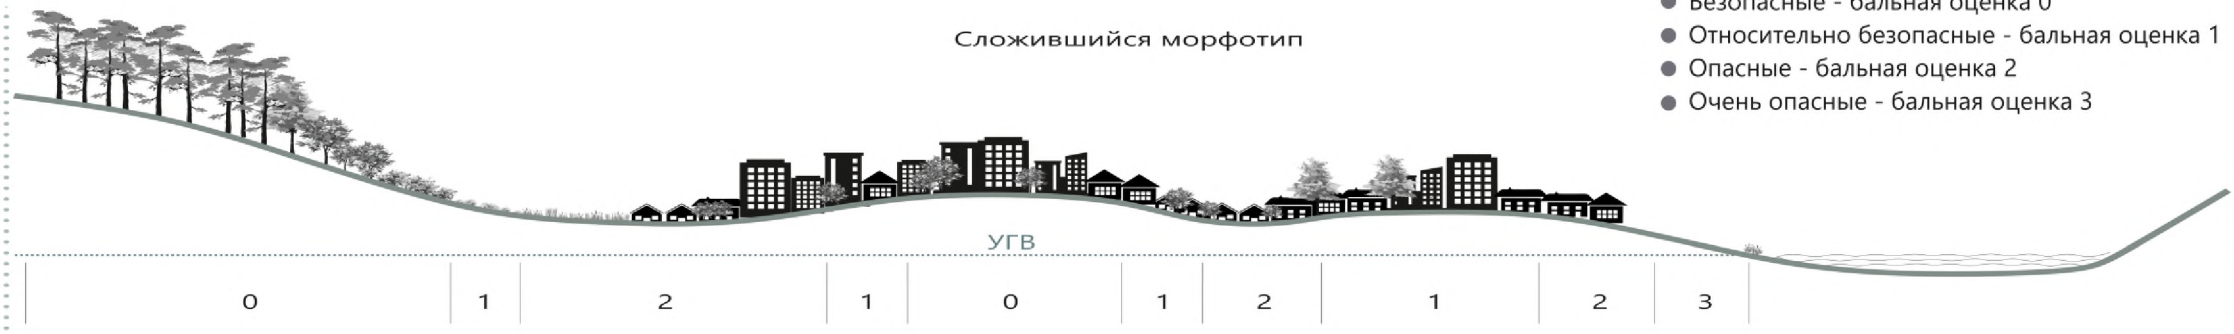 Безопасные - бальная оценка 0
Сложившийся морфотип
Относительно безопасные - бальная оценка 1
Опасные - бальная оценка 2
Очень опасные - бальная оценка 3
УГВ
0 1 2 1 0 1 2 1 2 3